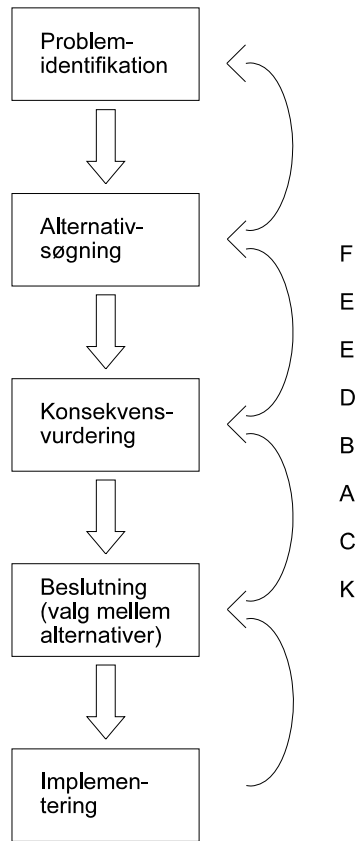 Problem-
identifikation
Alternativ-
søgning
Konsekvens-
vurdering
Beslutning
(valg mellem
alternativer)
Implemen-
tering
F
E
E
D
B
A
C
K